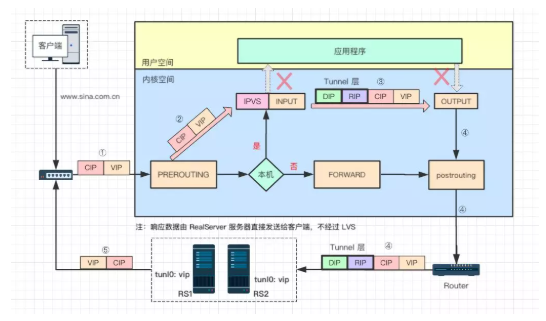 客户端
应用程序
用户空间
内核空间
www.sina.com.cn
②
CIP VIP
IPVS INPUT
Tunnel 层 ③
DIP RIP CIP VIP
OUTPUT
①
CIP VIP
是
④
PREROUTING
本机
否
FORWARD
postrouting
注：响应数据由 RealServer 服务器直接发送给客户端，不经过 LVS
④
⑤
VIP CIP
tunl0: vip
RS1
tunl0: vip
RS2
Tunnel 层 ④
DIP RIP CIP VIP
Router